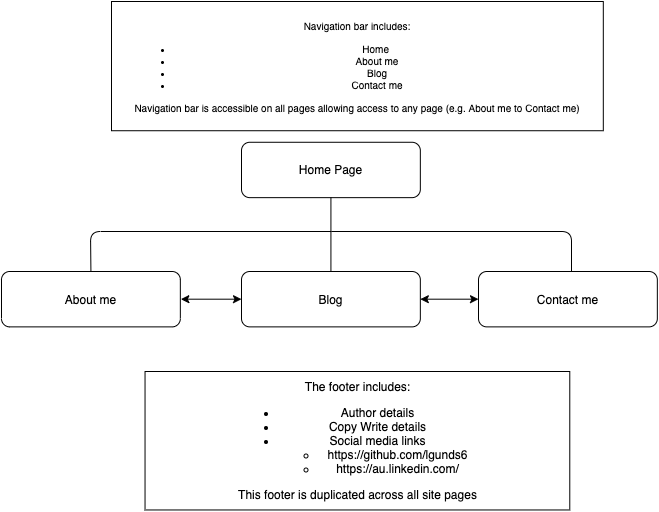 Navigation bar includes:
Home
About me
Blog
Contact me
Navigation bar is accessible on all pages allowing access to any page (e.g. About me to Contact me)
Home Page
About me
Blog
Contact me
The footer includes:
Author details
Copy Write details
Social media links
https://github.com/lgunds6
https://au.linkedin.com/
This footer is duplicated across all site pages